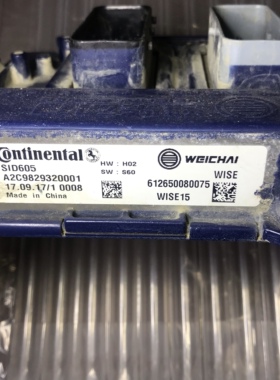 Continental
SID605
A2C9829320001
17.09.17/1 0008
Made in China
HW : H02
SW : S60
WEICHAI
WISE
612650080075
WISE15